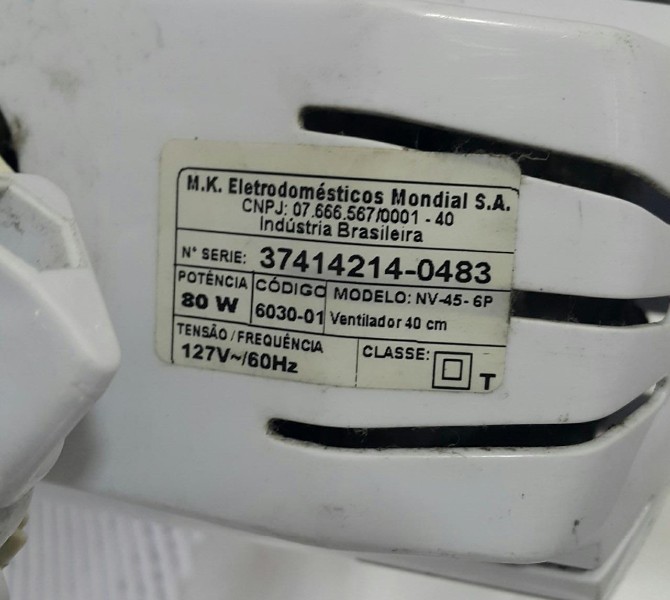 M.K. Eletrodomésticos Mondial S.A.
CNPJ: 07.666.567/0001 - 40
Indústria Brasileira
N° SERIE: 37414214-0483
POTÊNCIA
80 W
CÓDIGO
6030-01
MODELO: NV-45- 6P
Ventilador 40 cm
TENSÃO / FREQUÊNCIA
127V~/60Hz
CLASSE:
T